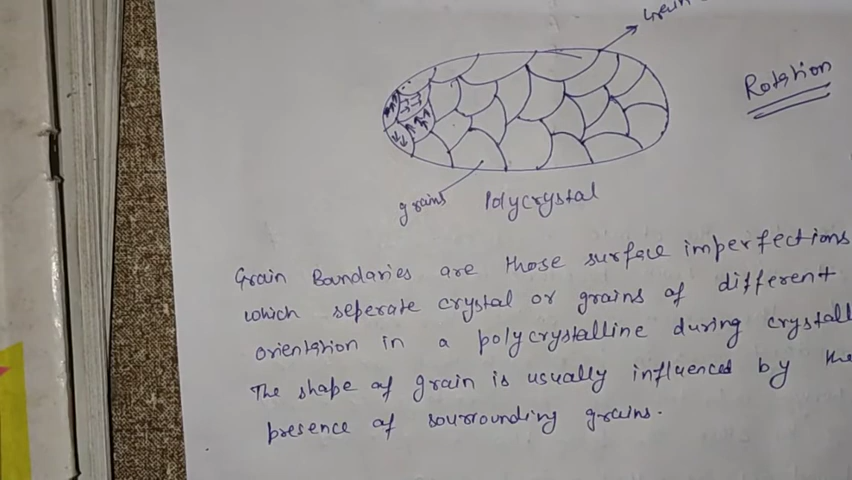 Rotation
grains
Polycrystal
Grain Boundaries are those surface imperfections
which seperate crystal or grains of different
orientation in a polycrystalline during crystall
The shape of grain is usually influenced by the
presence of sourrounding grains.